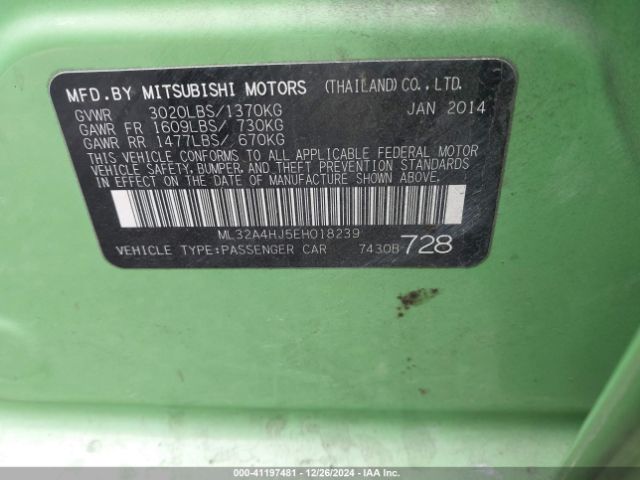 MFD.BY MITSUBISHI MOTORS (THAILAND)CO.,LTD.
GVWR 3020LBS/1370KG JAN 2014
GAWR FR 1609LBS/ 730KG
GAWR RR 1477LBS/ 670KG
THIS VEHICLE CONFORMS TO ALL APPLICABLE FEDERAL MOTOR
VEHICLE SAFETY, BUMPER, AND THEFT PREVENTION STANDARDS
IN EFFECT ON THE DATE OF MANUFACTURE SHOWN ABOVE.
ML32A4HJ5EH018239
VEHICLE TYPE:PASSENGER CAR 7430B 728
000-41197481 - 12/26/2024 - IAA Inc.